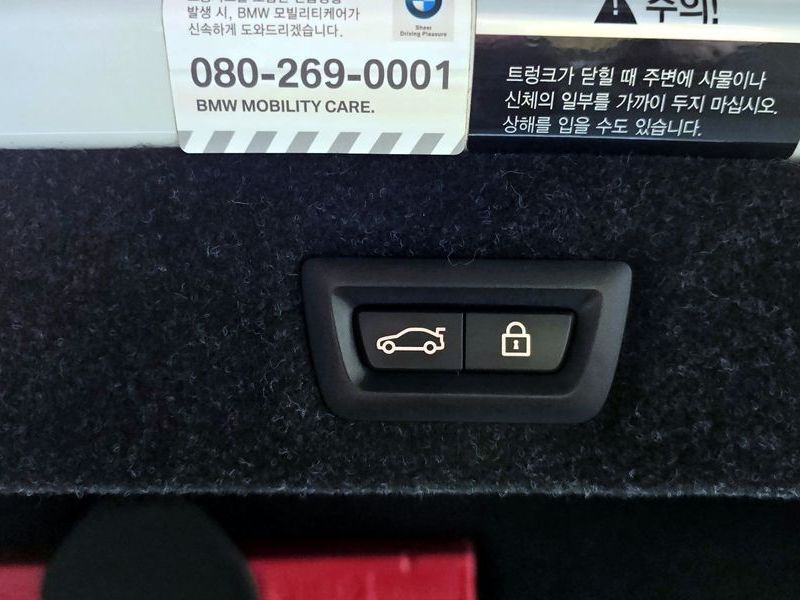 발생 시, BMW 모빌리티케어가
신속하게 도와드리겠습니다.
Sheer
Driving Pleasure
080-269-0001
BMW MOBILITY CARE.
주의!
트렁크가 닫힐 때 주변에 사물이나
신체의 일부를 가까이 두지 마십시오.
상해를 입을 수도 있습니다.